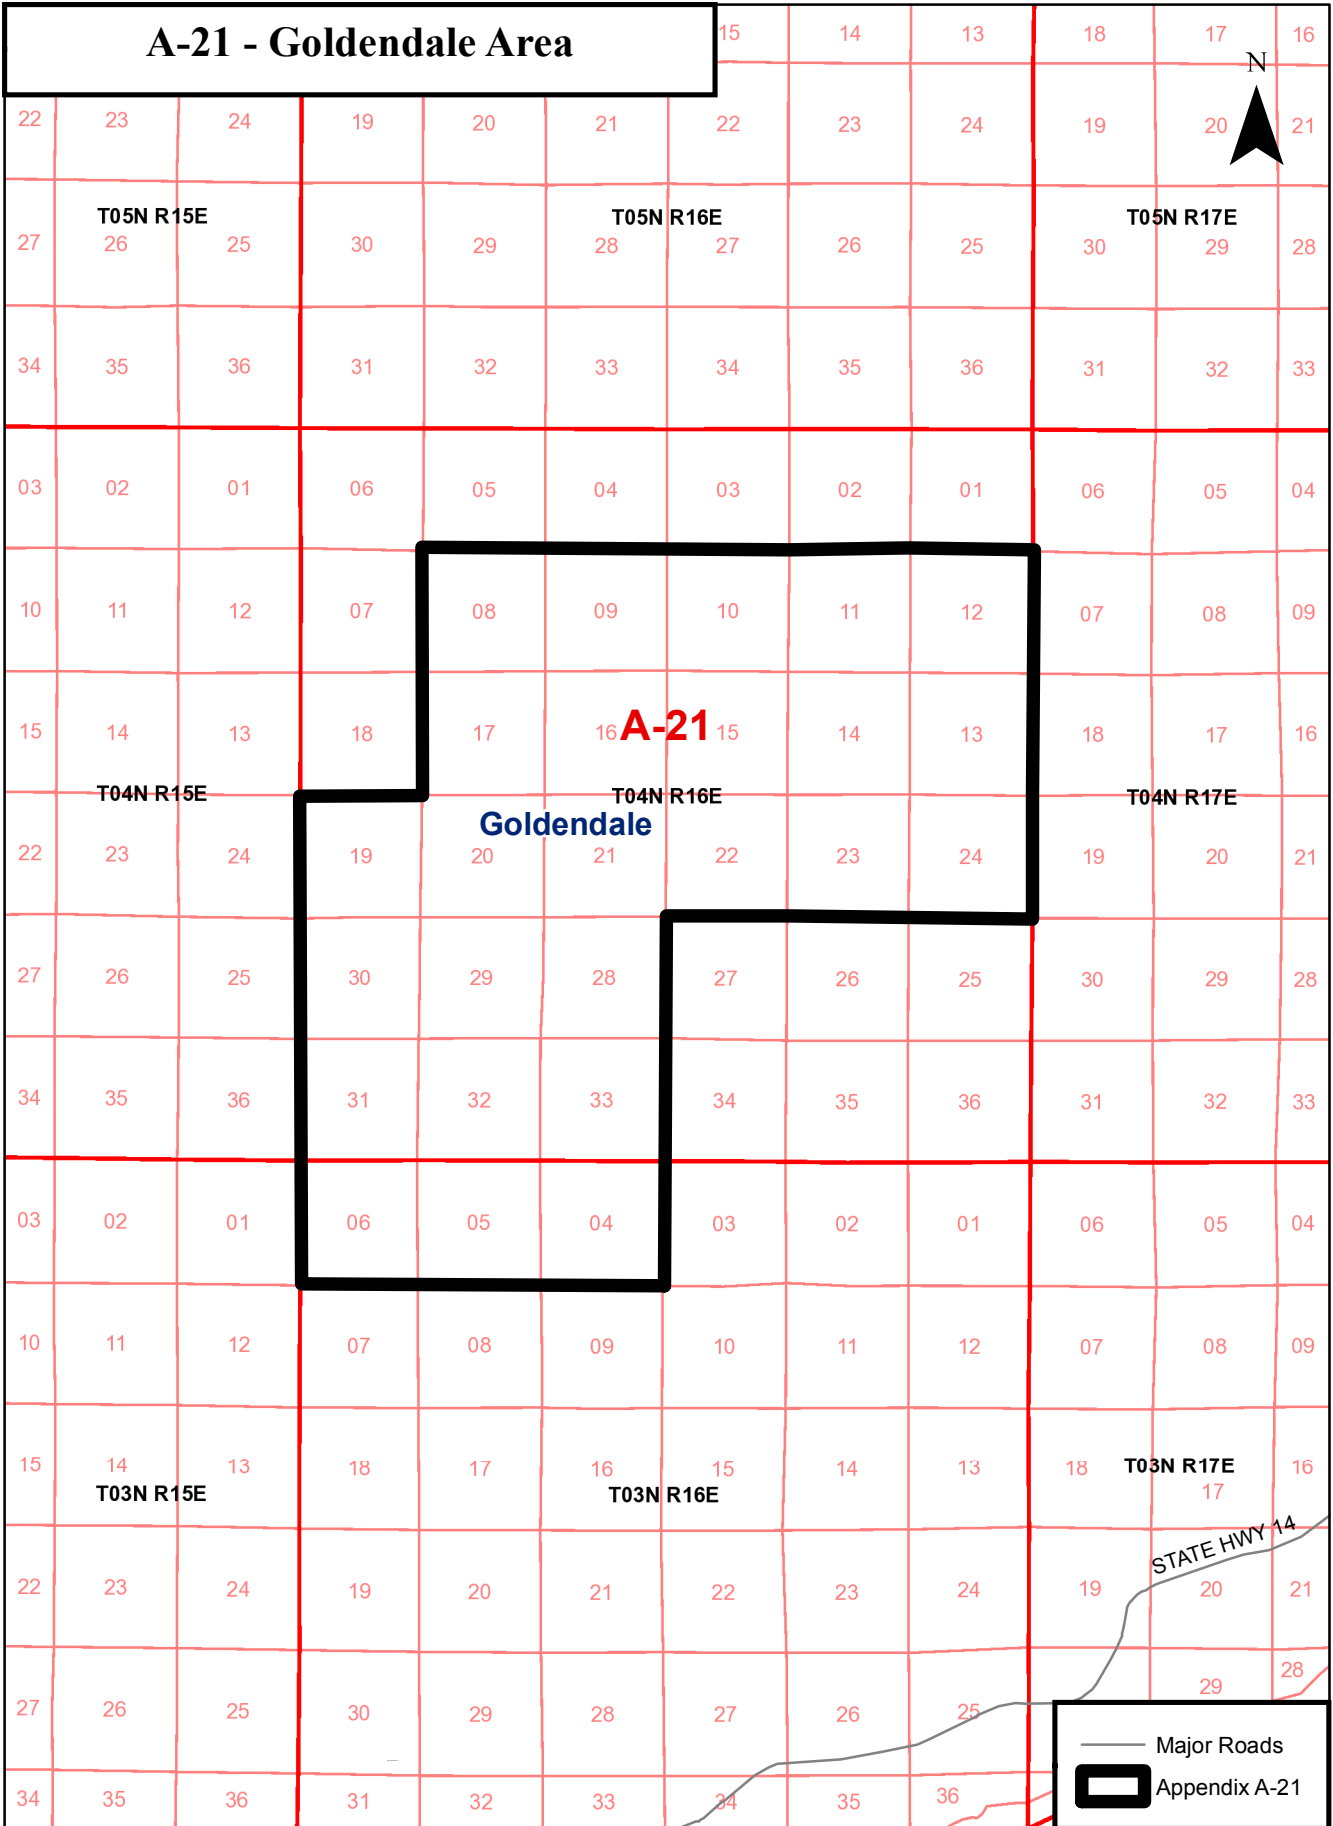 A-21 - Goldendale Area
15 14 13 18 17 16
N
22 23 24 19 20 21 22 23 24 19 20 21
T05N R15E T05N R16E T05N R17E
27 26 25 30 29 28 27 26 25 30 29 28
34 35 36 31 32 33 34 35 36 31 32 33
03 02 01 06 05 04 03 02 01 06 05 04
10 11 12 07 08 09 10 11 12 07 08 09
15 14 13 18 17 16 A-21 15 14 13 18 17 16
T04N R15E T04N R16E T04N R17E
Goldendale
22 23 24 19 20 21 22 23 24 19 20 21
27 26 25 30 29 28 27 26 25 30 29 28
34 35 36 31 32 33 34 35 36 31 32 33
03 02 01 06 05 04 03 02 01 06 05 04
10 11 12 07 08 09 10 11 12 07 08 09
15 14 13 18 17 16 15 14 13 18 T03N R17E 16
T03N R15E T03N R16E 17
STATE HWY 14
22 23 24 19 20 21 22 23 24 19 20 21
27 26 25 30 29 28 27 26 25 29 28
Major Roads
34 35 36 31 32 33 34 35 36
Appendix A-21